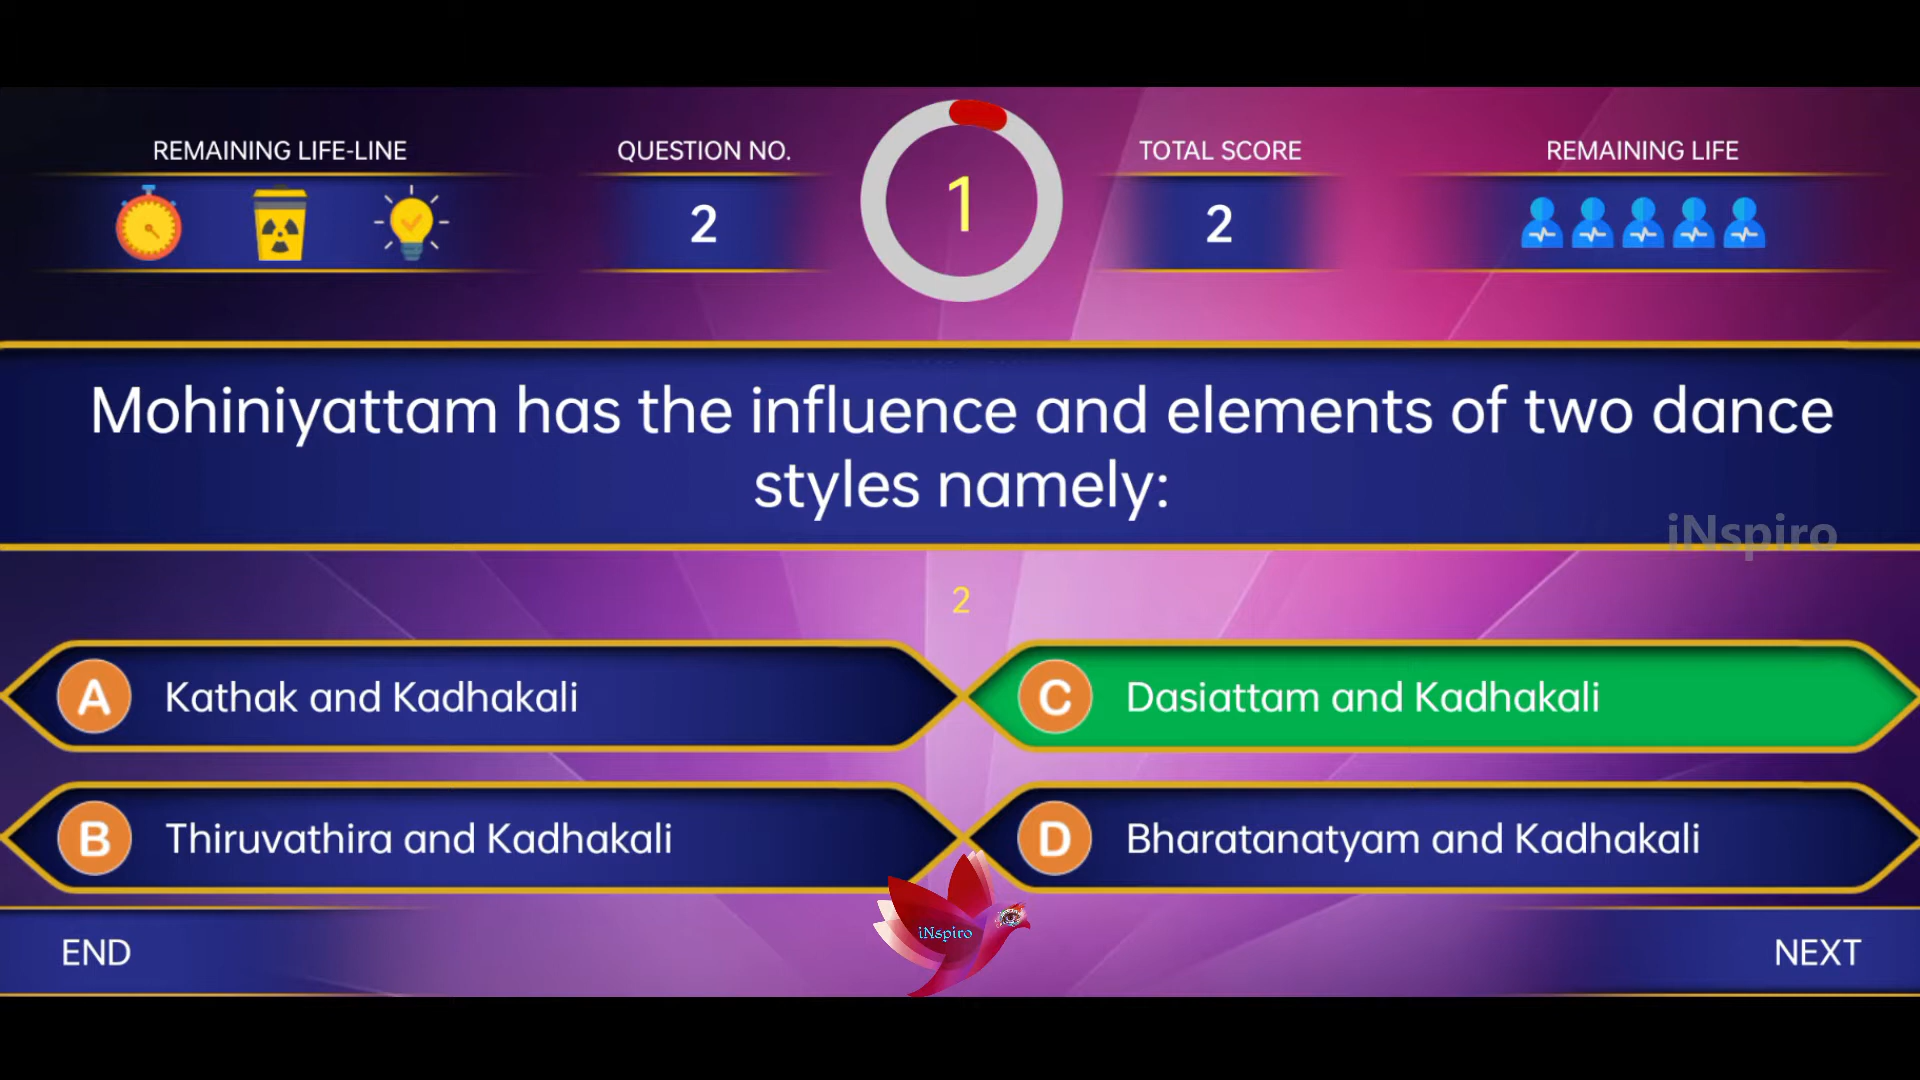 REMAINING LIFE-LINE
QUESTION NO.
2
1
TOTAL SCORE
2
REMAINING LIFE
Mohiniyattam has the influence and elements of two dance
styles namely:
iNspiro
2
A Kathak and Kadhakali
C Dasiattam and Kadhakali
B Thiruvathira and Kadhakali
D Bharatanatyam and Kadhakali
iNspiro
END
NEXT